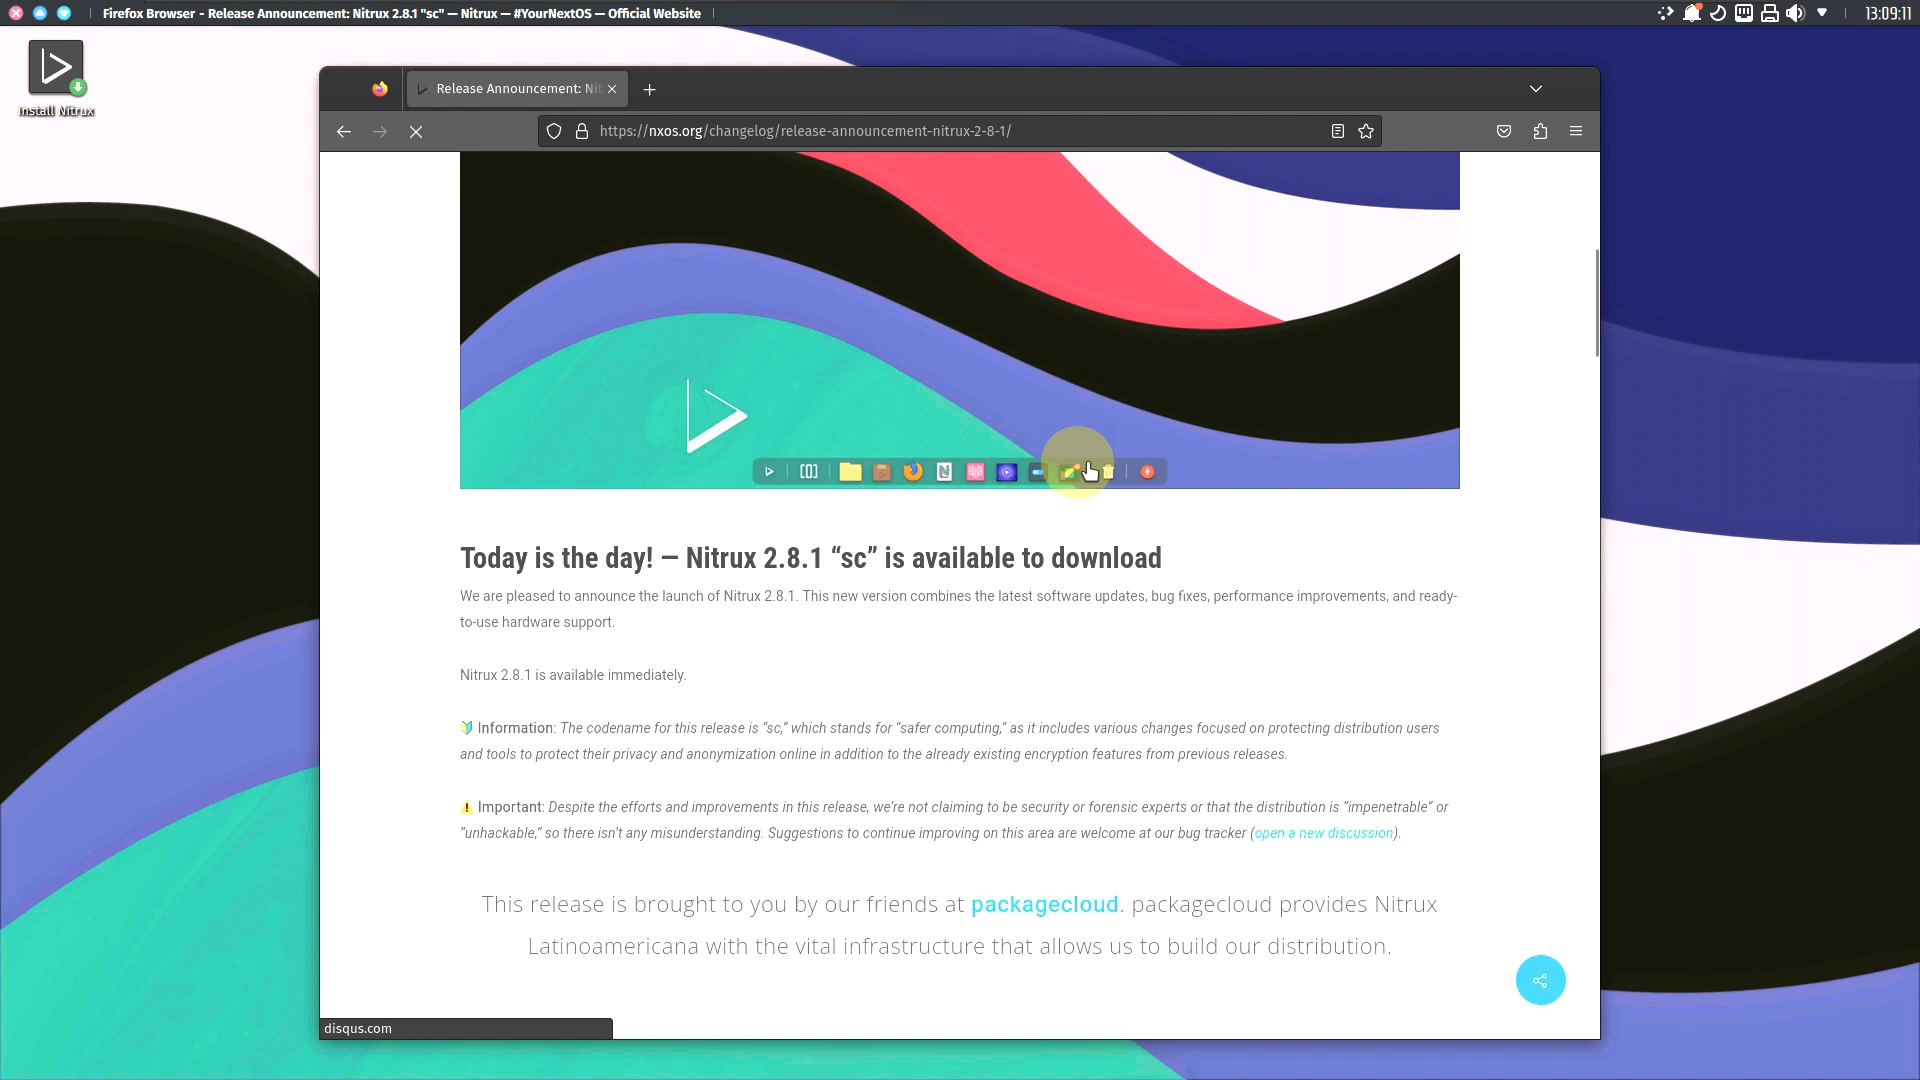 Firefox Browser - Release Announcement: Nitrux 2.8.1 "sc" — Nitrux — #YourNextOS — Official Website
13:09:11
Install Nitrux
Release Announcement: Nit
https://nxos.org/changelog/release-announcement-nitrux-2-8-1/
Today is the day! — Nitrux 2.8.1 “sc” is available to download
We are pleased to announce the launch of Nitrux 2.8.1. This new version combines the latest software updates, bug fixes, performance improvements, and ready-
to-use hardware support.
Nitrux 2.8.1 is available immediately.
🔰 Information: The codename for this release is “sc,” which stands for “safer computing,” as it includes various changes focused on protecting distribution users
and tools to protect their privacy and anonymization online in addition to the already existing encryption features from previous releases.
⚠️ Important: Despite the efforts and improvements in this release, we’re not claiming to be security or forensic experts or that the distribution is “impenetrable” or
“unhackable,” so there isn’t any misunderstanding. Suggestions to continue improving on this area are welcome at our bug tracker (open a new discussion).
This release is brought to you by our friends at packagecloud. packagecloud provides Nitrux
Latinoamericana with the vital infrastructure that allows us to build our distribution.
disqus.com